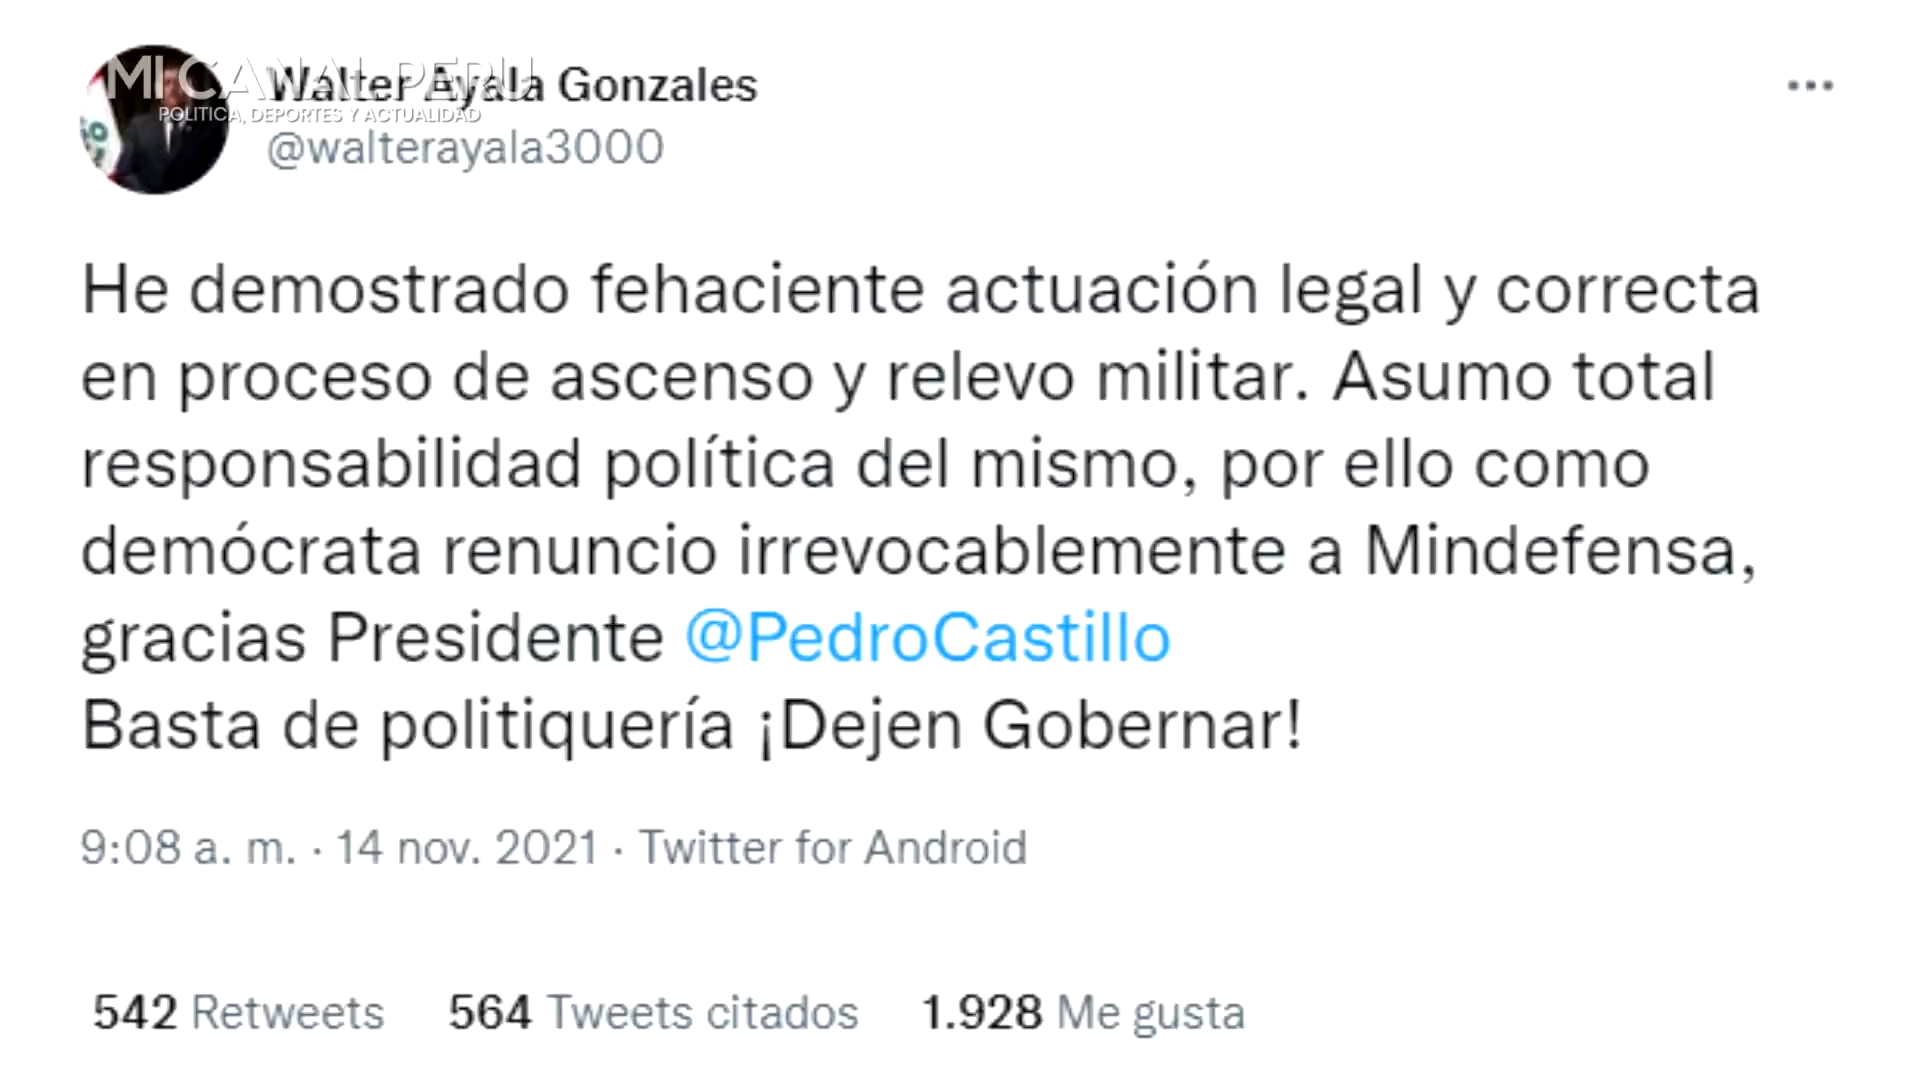 MI CANAL PERU
POLITICA, DEPORTES Y ACTUALIDAD
Walter Ayala Gonzales
@walterayala3000
He demostrado fehaciente actuación legal y correcta
en proceso de ascenso y relevo militar. Asumo total
responsabilidad política del mismo, por ello como
demócrata renuncio irrevocablemente a Mindefensa,
gracias Presidente @PedroCastillo
Basta de politiquería ¡Dejen Gobernar!
9:08 a. m. · 14 nov. 2021 · Twitter for Android
542 Retweets 564 Tweets citados 1.928 Me gusta